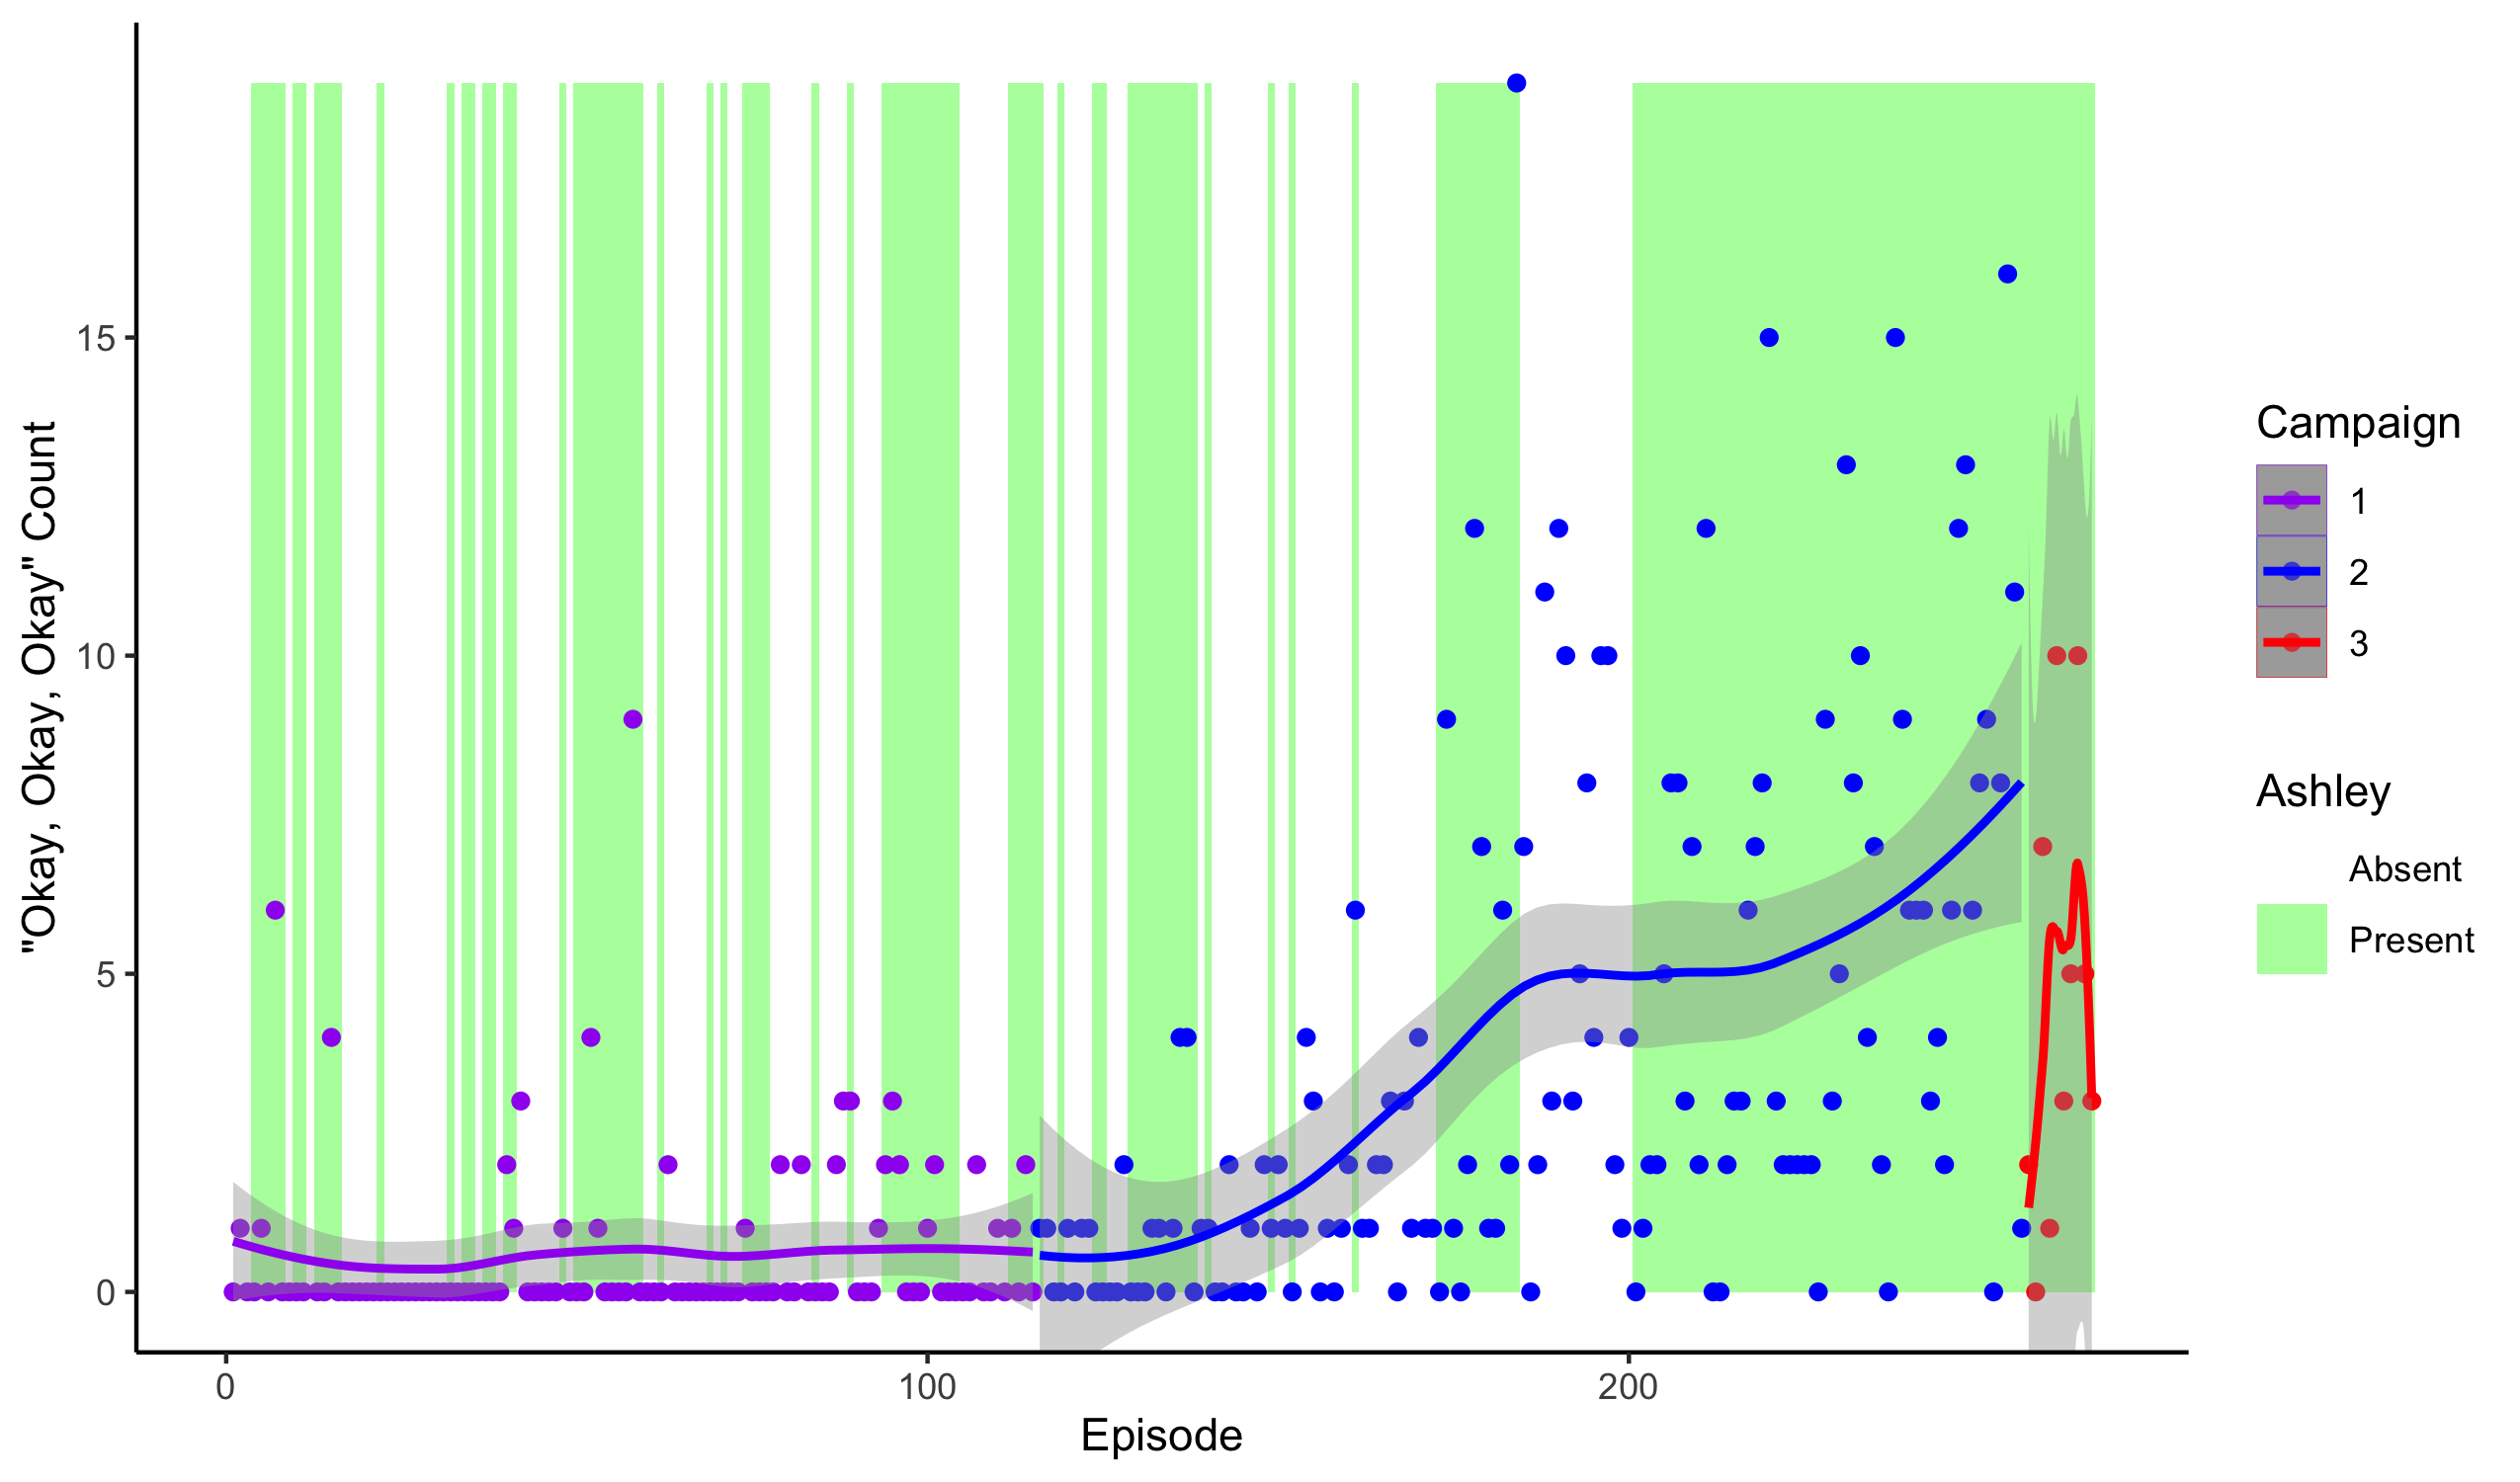 "Okay, Okay, Okay" Count
15
10
5
0
0
100
200
Episode
Campaign
1
2
3
Ashley
Absent
Present